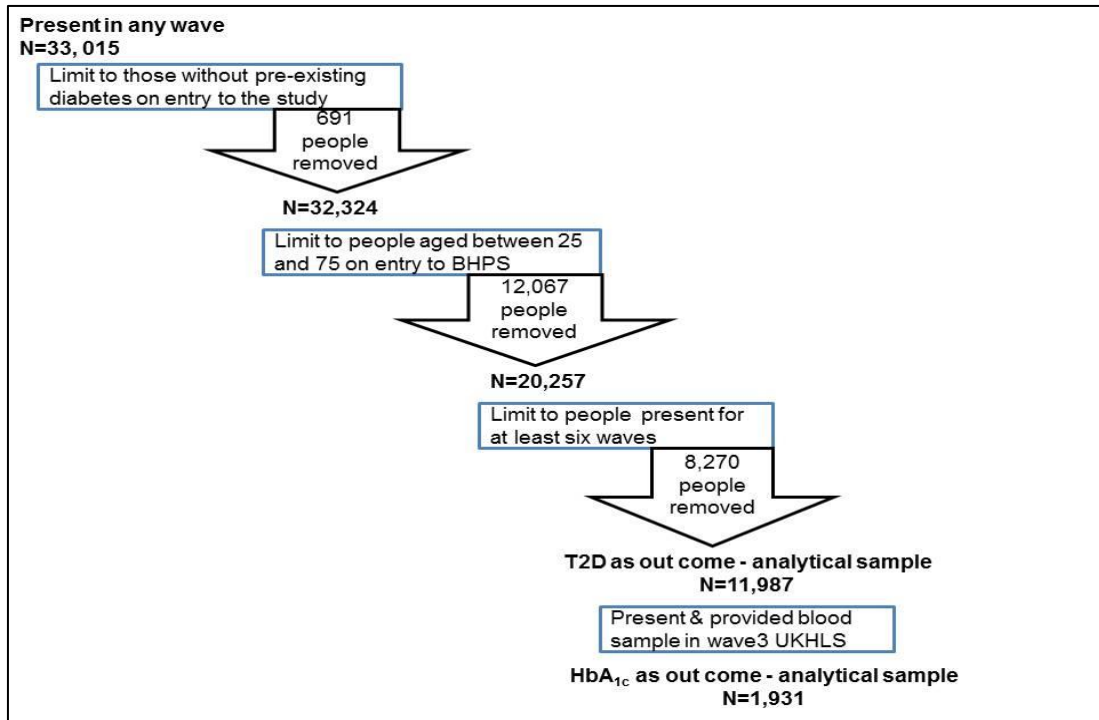 Present in any wave
N=33, 015
Limit to those without pre-existing
diabetes on entry to the study
691
people
removed
N=32,324
Limit to people aged between 25
and 75 on entry to BHPS
12,067
people
removed
N=20,257
Limit to people present for
at least six waves
8,270
people
removed
T2D as out come - analytical sample
N=11,987
Present & provided blood
sample in wave3 UKHLS
HbA1c as out come - analytical sample
N=1,931